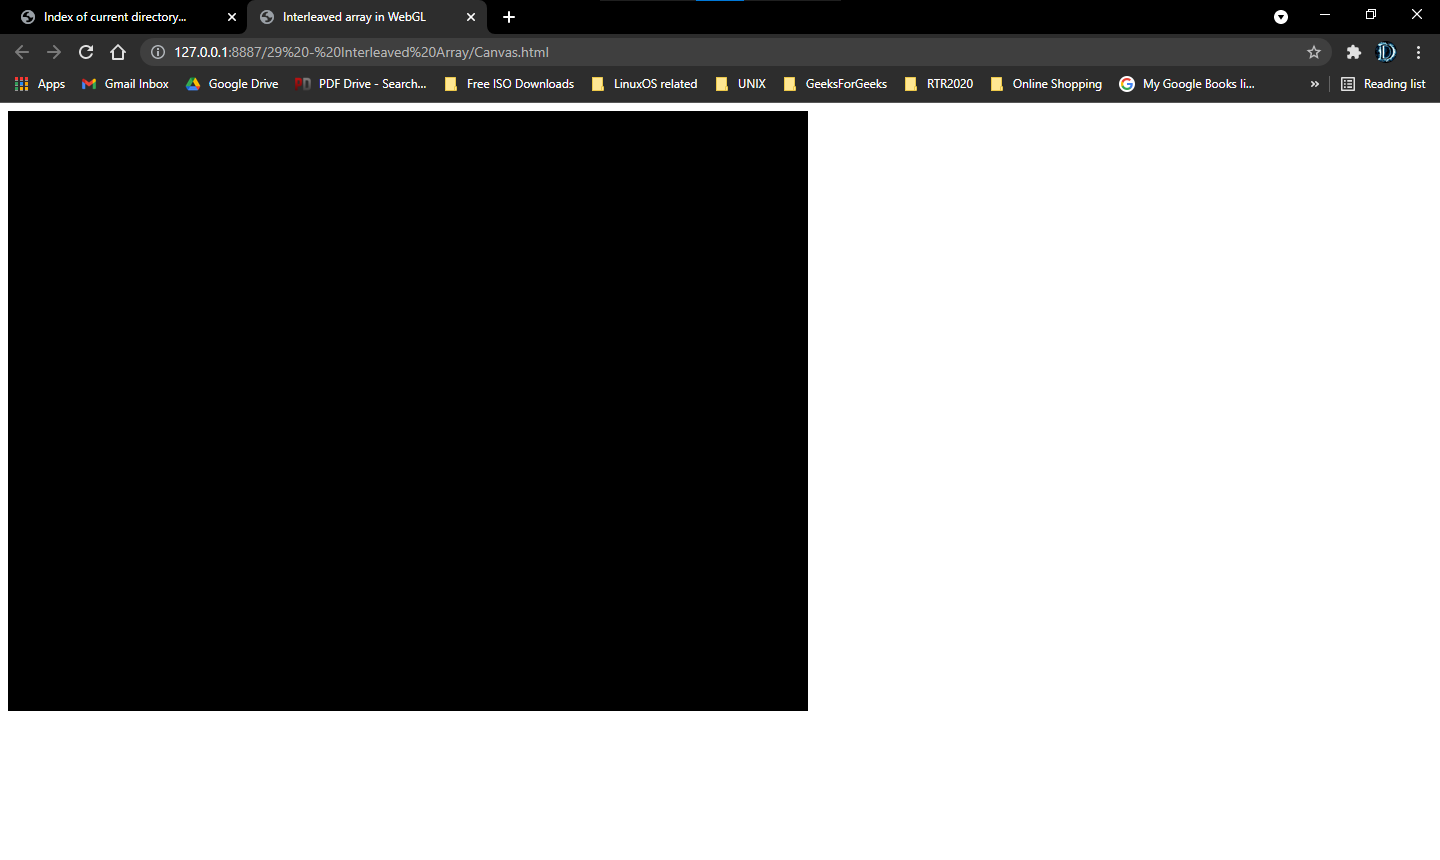 Index of current directory...
Interleaved array in WebGL
127.0.0.1:8887/29%20-%20Interleaved%20Array/Canvas.html
Apps Gmail Inbox Google Drive PDF Drive - Search... Free ISO Downloads LinuxOS related UNIX GeeksForGeeks RTR2020 Online Shopping My Google Books li... » Reading list